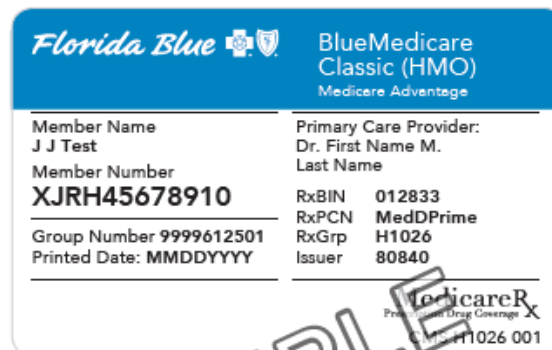 Florida Blue
BlueMedicare
Classic (HMO)
Medicare Advantage
Member Name
J J Test
Member Number
XJRH45678910
Group Number 9999612501
Printed Date: MMDDYYYY
Primary Care Provider:
Dr. First Name M.
Last Name
RxBIN 012833
RxPCN MedDPrime
RxGrp H1026
Issuer 80840
MedicareRx
Prescription Drug Coverage
CMS H1026 001